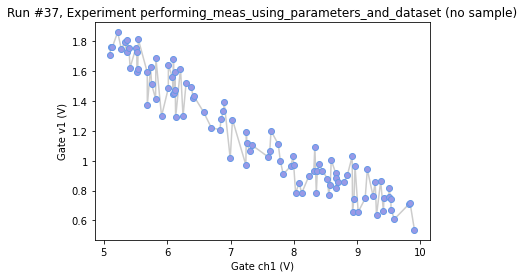 Run #37, Experiment performing_meas_using_parameters_and_dataset (no sample)
1.8
1.6
1.4
1.2
1
0.8
0.6
Gate v1 (V)
5 6 7 8 9 10
Gate ch1 (V)